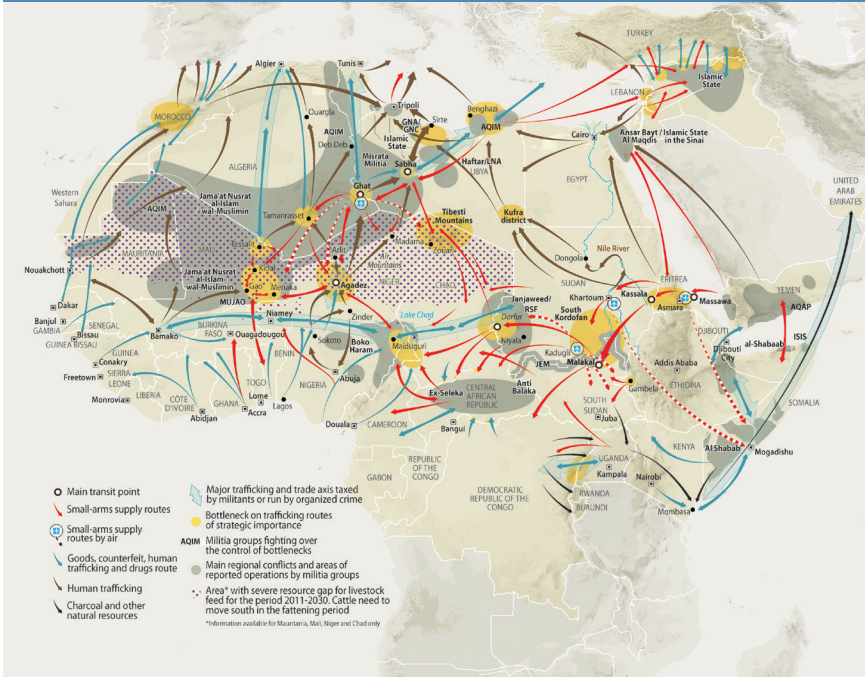 TURKEY
Algier
Tunis
Islamic
State
LEBANON
Tripoli
MOROCCO
Ouargla
GNA/
GNC
Sirte
Benghazi
AQIM
Islamic
State
AQIM
Cairo
Ansar Bayt / Islamic State
Al Maqdis in the Sinai
Deb Deb
Misrata
Militia
Sabha
Haftar/LNA
LIBYA
ALGERIA
EGYPT
UNITED
ARAB
EMIRATES
Western
Sahara
Ghat
Jama'at Nusrat
al-Islam
wal-Muslimin
AQIM
Tamanrasset
Tibesti
Mountains
Kufra
district
MAURITANIA
MALI
Tessalit
Madama
Zouar
Arlit
Air
Mountains
Dongola
Nile River
Nouakchott
Jama'at Nusrat
al-Islam
wal-Muslimin
Kidal
Gao
Menaka
Agadez
NIGER
CHAD
SUDAN
ERITREA
Khartoum
Kassala
Asmara
Massawa
YEMEN
MUJAO
Janjaweed/
RSF
South
Kordofan
AQAP
Dakar
Banjul
GAMBIA
SENEGAL
Bissau
GUINEA BISSAU
Bamako
BURKINA
FASO
Niamey
Ouagadougou
Zinder
Lake Chad
Darfur
Sokoto
Boko
Haram
Maiduguri
Niyala
Kadugli
DJIBOUTI
Djibouti
City
al-Shabaab
ISIS
GUINEA
Conakry
BENIN
JEM
Malakal
Addis Ababa
Freetown
SIERRA
LEONE
TOGO
NIGERIA
Abuja
Ex-Seleka
CENTRAL
AFRICAN
REPUBLIC
Anti
Balaka
Gambela
ETHIOPIA
Monrovia
LIBERIA
CÔTE
D'IVOIRE
GHANA
Lome
Accra
Lagos
Abidjan
SOUTH
SUDAN
Juba
SOMALIA
Douala
CAMEROON
Bangui
Al Shabab
Mogadishu
KENYA
REPUBLIC
OF THE
CONGO
GABON
UGANDA
Kampala
Nairobi
DEMOCRATIC
REPUBLIC OF THE
CONGO
RWANDA
BURUNDI
Mombasa
Main transit point
Small-arms supply routes
Small-arms supply
routes by air
Goods, counterfeit, human
trafficking and drugs route
Human trafficking
Charcoal and other
natural resources
Major trafficking and trade axis taxed
by militants or run by organized crime
Bottleneck on trafficking routes
of strategic importance
AQIM Militia groups fighting over
the control of bottlenecks
Main regional conflicts and areas of
reported operations by militia groups
Area* with severe resource gap for livestock
feed for the period 2011-2030. Cattle need to
move south in the fattening period
*Information available for Mauritania, Mali, Niger and Chad only